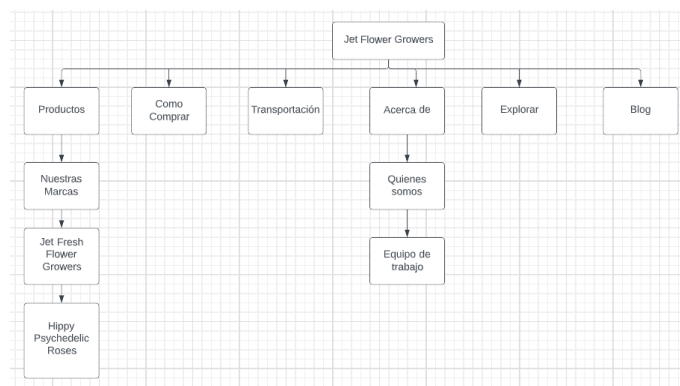 Jet Flower Growers
Productos
Como
Comprar
Transportación
Acerca de
Explorar
Blog
Nuestras
Marcas
Quienes
somos
Jet Fresh
Flower
Growers
Equipo de
trabajo
Hippy
Psychedelic
Roses